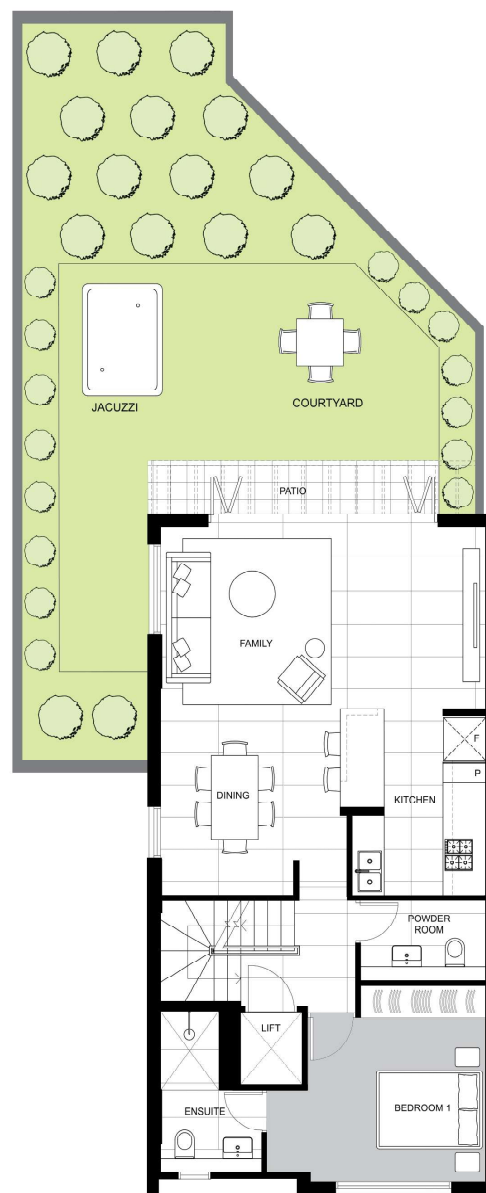 JACUZZI
COURTYARD
PATIO
FAMILY
F
P
DINING
KITCHEN
POWDER
ROOM
LIFT
ENSUITE
BEDROOM 1